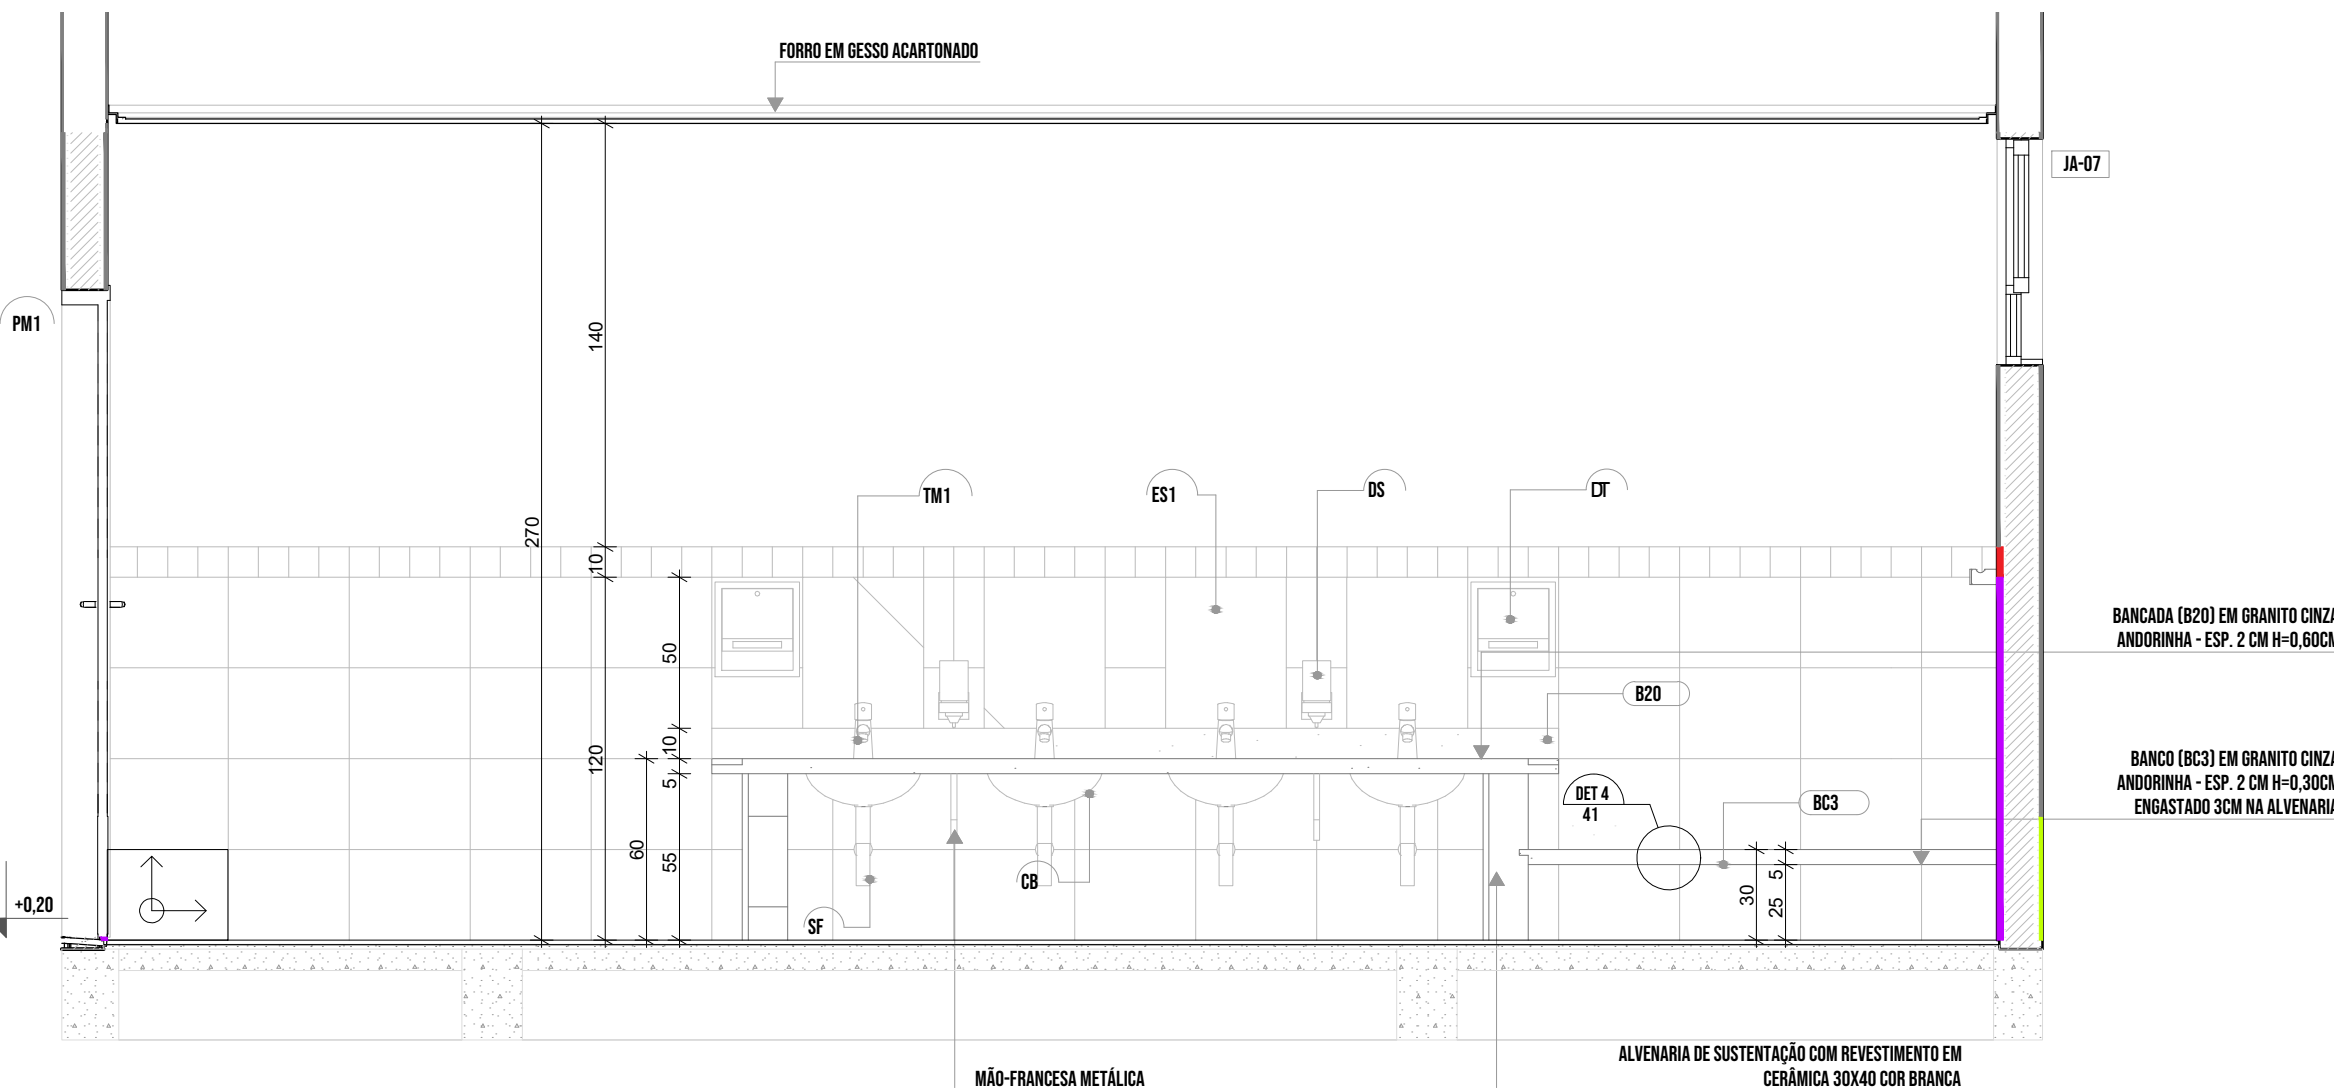 FORRO EM GESSO ACARTONADO
JA-07
PM1
140
TM1
ES1
DS
DT
270
10
BANCADA (B20) EM GRANITO CINZA
ANDORINHA - ESP. 2 CM H=0,60CM
50
B20
10
120
5
BANCO (BC3) EM GRANITO CINZA
ANDORINHA - ESP. 2 CM H=0,30CM
ENGASTADO 3CM NA ALVENARIA
DET 4
41
BC3
60
55
CB
5
30
25
+0,20
SF
ALVENARIA DE SUSTENTAÇÃO COM REVESTIMENTO EM
CERÂMICA 30X40 COR BRANCA
MÃO-FRANCESA METÁLICA